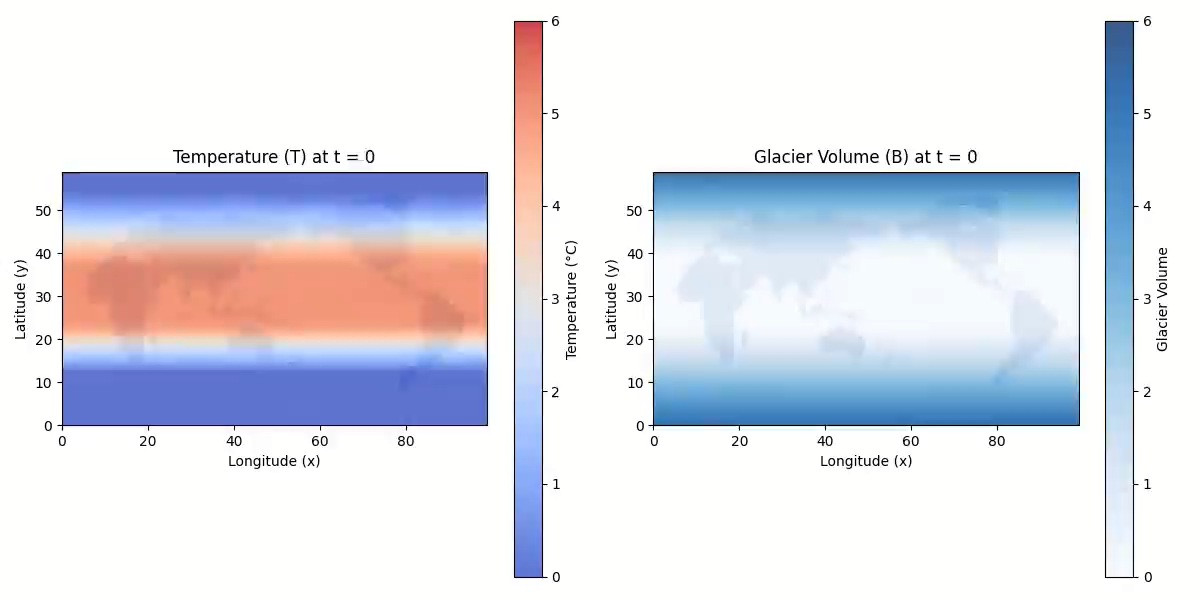 Temperature (T) at t = 0
50
40
30
20
10
0
Latitude (y)
0 20 40 60 80
Longitude (x)
6
5
4
3
2
1
0
Temperature (°C)
Glacier Volume (B) at t = 0
50
40
30
20
10
0
Latitude (y)
0 20 40 60 80
Longitude (x)
6
5
4
3
2
1
0
Glacier Volume